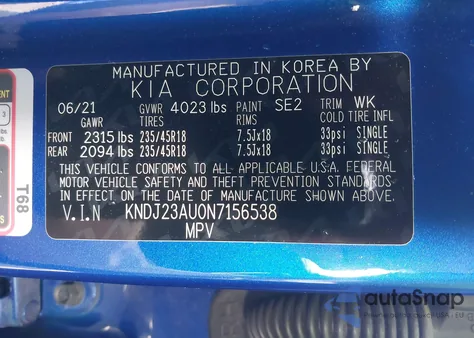 MANUFACTURED IN KOREA BY
KIA CORPORATION
06/21 GVWR 4023 lbs PAINT SE2 TRIM WK
GAWR TIRES RIMS COLD TIRE INFL
FRONT 2315 lbs 235/45R18 7.5Jx18 33psi SINGLE
REAR 2094 lbs 235/45R18 7.5Jx18 33psi SINGLE
THIS VEHICLE CONFORMS TO ALL APPLICABLE U.S.A. FEDERAL
MOTOR VEHICLE SAFETY AND THEFT PREVENTION STANDARDS
IN EFFECT ON THE DATE OF MANUFACTURE SHOWN ABOVE.
V.I.N KNDJ23AU0N7156538
MPV
T68
3
autoSnap